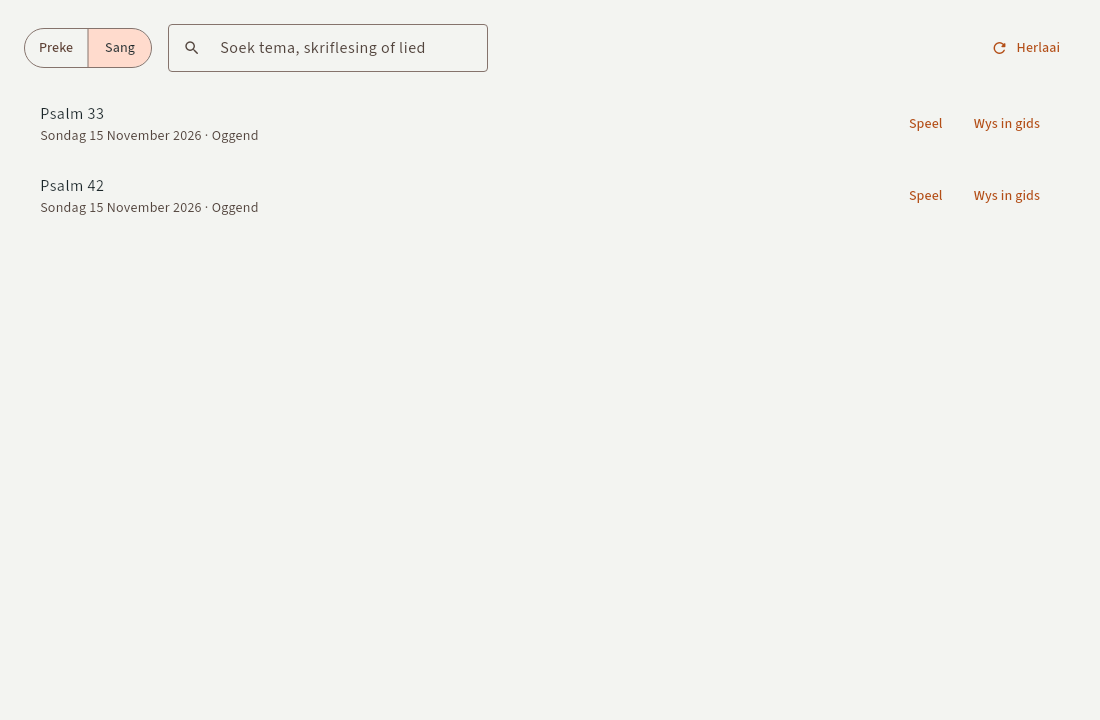 Preke
Sang
Soek tema, skriflesing of lied
Herlaai
Psalm 33
Sondag 15 November 2026 · Oggend
Speel
Wys in gids
Psalm 42
Sondag 15 November 2026 · Oggend
Speel
Wys in gids